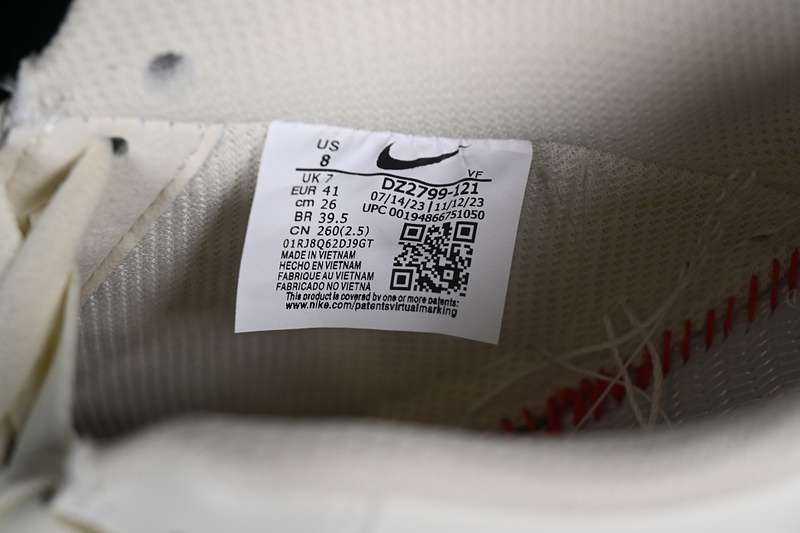 US
8
UK 7
EUR 41
cm 26
BR 39.5
CN 260(2.5)
VF
DZ2799-121
07/14/23 | 11/12/23
UPC 00194866751050
01RJ8Q62DJ9GT
MADE IN VIETNAM
HECHO EN VIETNAM
FABRIQUE AU VIETNAM
FABRICADO NO VIETNA
This product is covered by one or more patents:
www.nike.com/patentsvirtualmarking